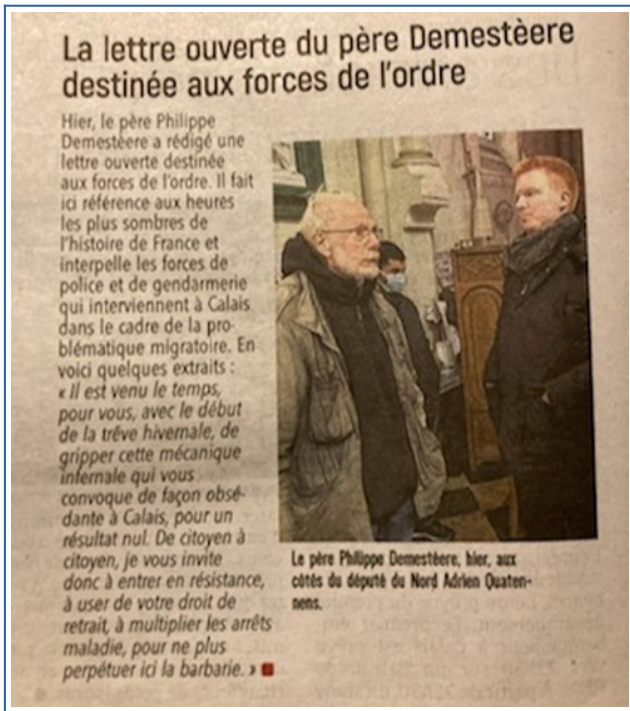 La lettre ouverte du père Demestèere
destinée aux forces de l'ordre
Hier, le père Philippe
Demestèere a rédigé une
lettre ouverte destinée
aux forces de l'ordre. Il fait
ici référence aux heures
les plus sombres de
l'histoire de France et
interpelle les forces de
police et de gendarmerie
qui interviennent à Calais
dans le cadre de la pro-
blématique migratoire. En
voici quelques extraits :
« Il est venu le temps,
pour vous, avec le début
de la trêve hivernale, de
gripper cette mécanique
infernale qui vous
convoque de façon obsé-
dante à Calais, pour un
résultat nul. De citoyen à
citoyen, je vous invite
donc à entrer en résistance,
à user de votre droit de
retrait, à multiplier les arrêts
maladie, pour ne plus
perpétuer ici la barbarie. »
Le père Philippe Demestèere, hier, aux
côtés du député du Nord Adrien Quaten-
nens.